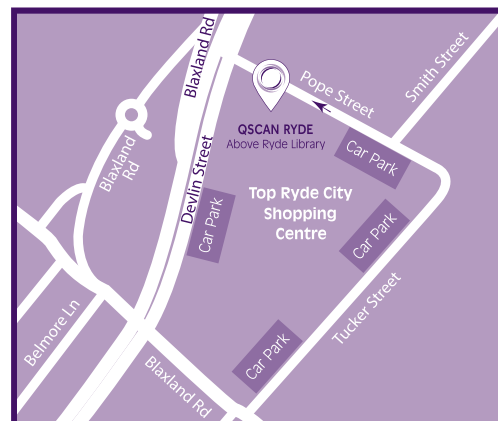 Blaxland Rd
Smith Street
Pope Street
QSCAN RYDE
Above Ryde Library
Car Park
Blaxland
Rd
Devlin Street
Top Ryde City
Shopping
Centre
Car Park
Car Park
Tucker Street
Belmore Ln
Car Park
Blaxland Rd